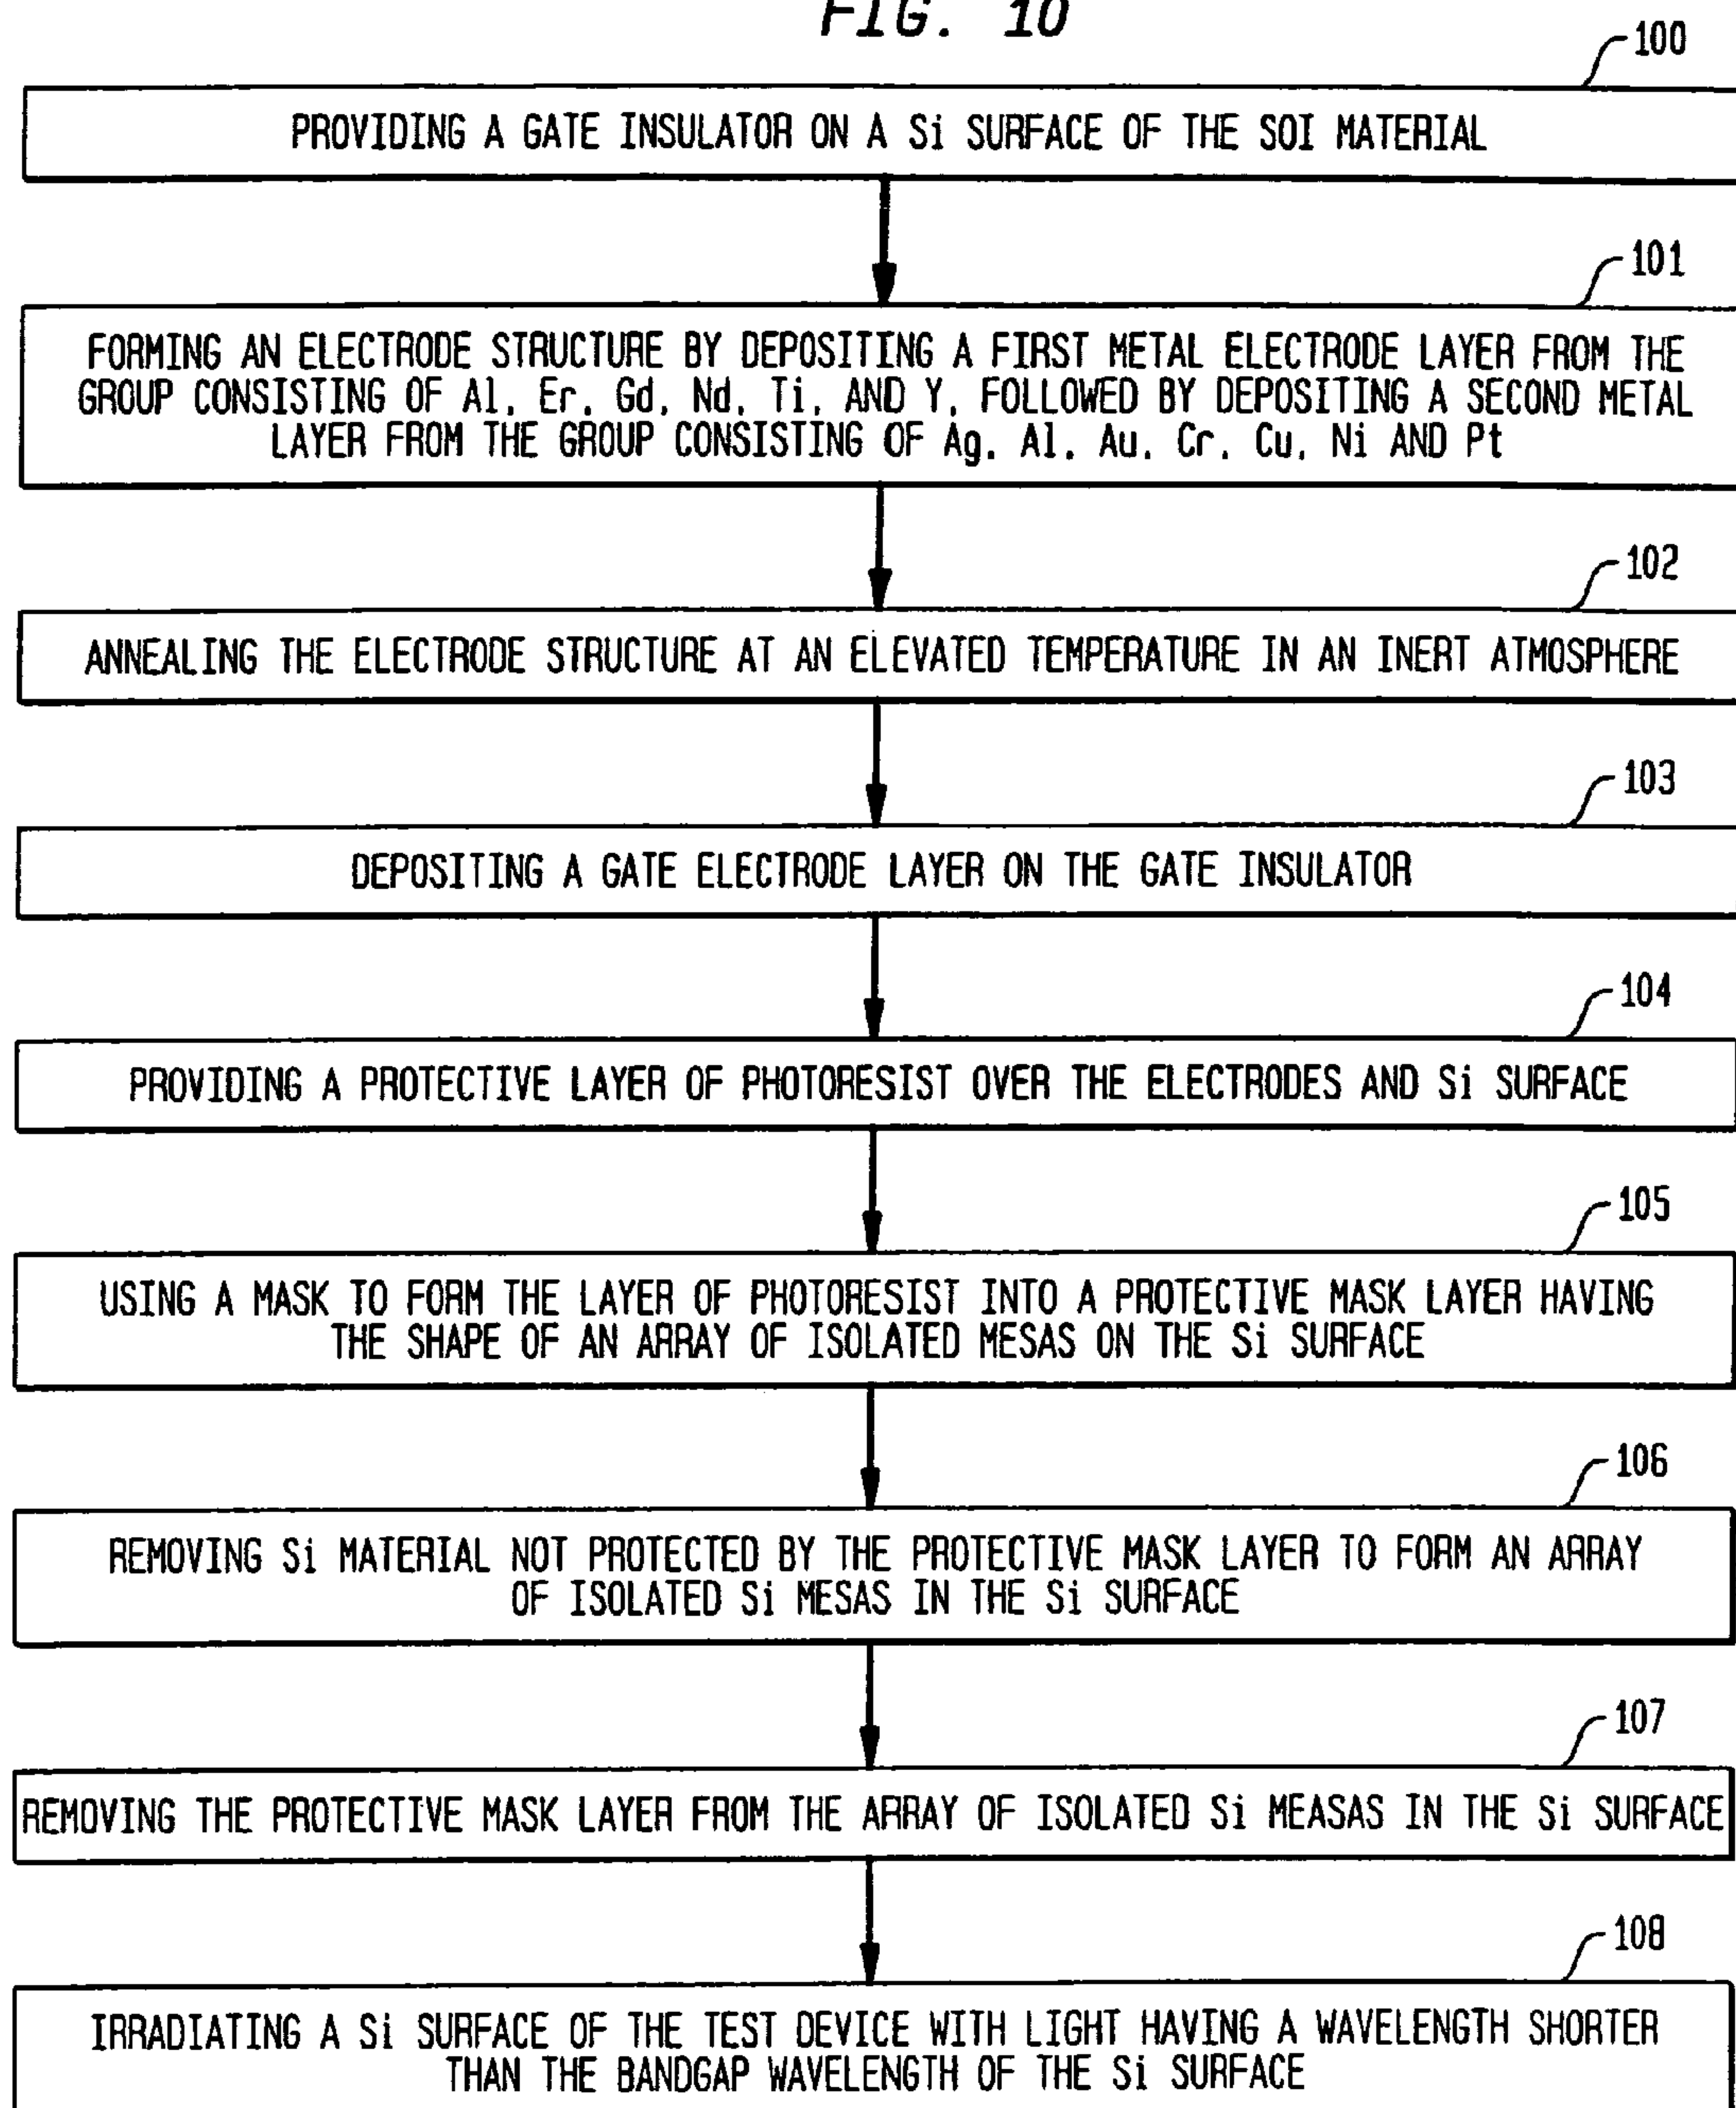 FIG. 10
100
PROVIDING A GATE INSULATOR ON A Si SURFACE OF THE SOI MATERIAL
101
FORMING AN ELECTRODE STRUCTURE BY DEPOSITING A FIRST METAL ELECTRODE LAYER FROM THE
GROUP CONSISTING OF Al, Er, Gd, Nd, Ti, AND Y, FOLLOWED BY DEPOSITING A SECOND METAL
LAYER FROM THE GROUP CONSISTING OF Ag, Al, Au, Cr, Cu, Ni AND Pt
102
ANNEALING THE ELECTRODE STRUCTURE AT AN ELEVATED TEMPERATURE IN AN INERT ATMOSPHERE
103
DEPOSITING A GATE ELECTRODE LAYER ON THE GATE INSULATOR
104
PROVIDING A PROTECTIVE LAYER OF PHOTORESIST OVER THE ELECTRODES AND Si SURFACE
105
USING A MASK TO FORM THE LAYER OF PHOTORESIST INTO A PROTECTIVE MASK LAYER HAVING
THE SHAPE OF AN ARRAY OF ISOLATED MESAS ON THE Si SURFACE
106
REMOVING Si MATERIAL NOT PROTECTED BY THE PROTECTIVE MASK LAYER TO FORM AN ARRAY
OF ISOLATED Si MESAS IN THE Si SURFACE
107
REMOVING THE PROTECTIVE MASK LAYER FROM THE ARRAY OF ISOLATED Si MEASAS IN THE Si SURFACE
108
IRRADIATING A Si SURFACE OF THE TEST DEVICE WITH LIGHT HAVING A WAVELENGTH SHORTER
THAN THE BANDGAP WAVELENGTH OF THE Si SURFACE